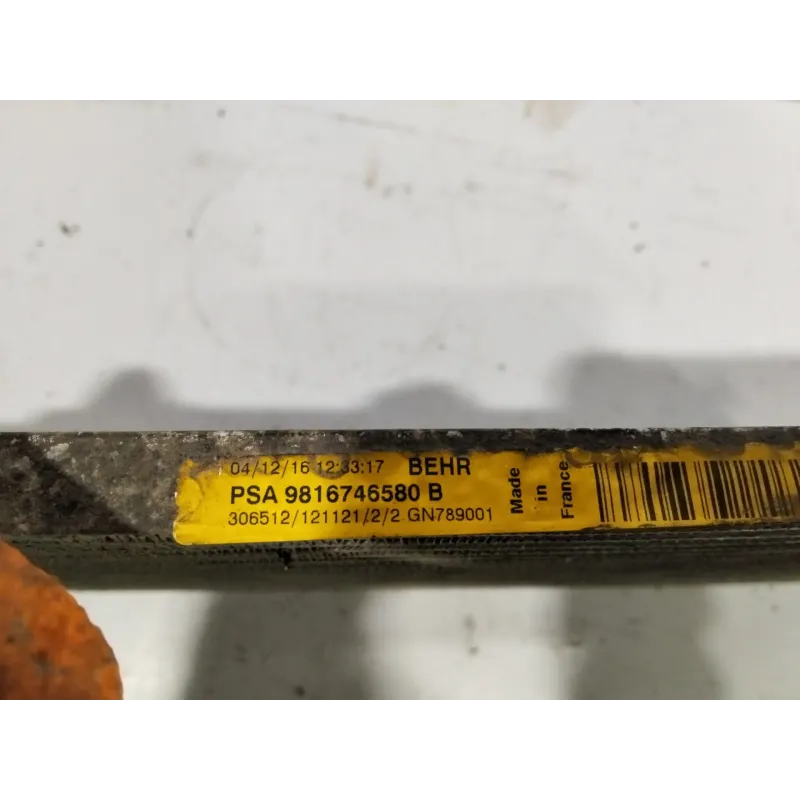 04/12/16 12:33:17 BEHR
PSA 9816746580 B
306512/121121/2/2 GN789001
Made
in
France